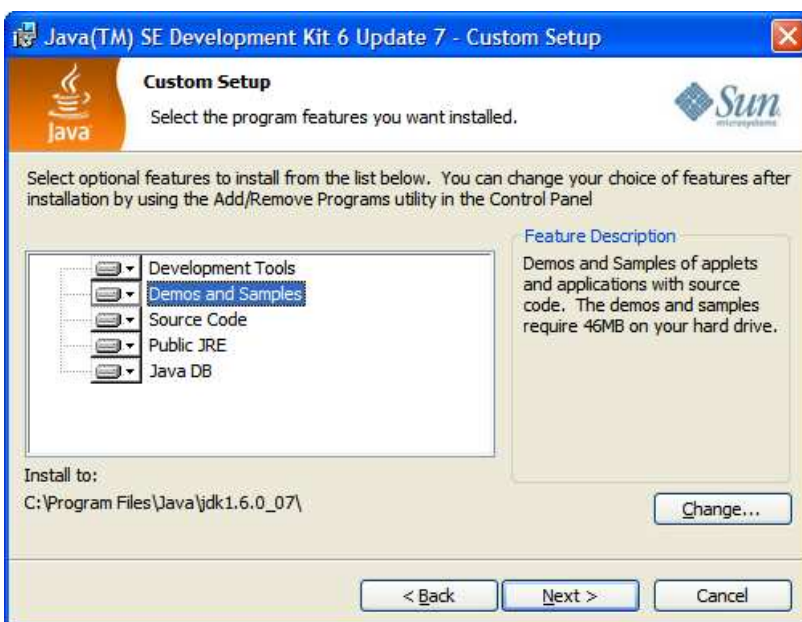 Java(TM) SE Development Kit 6 Update 7 - Custom Setup
Java
Custom Setup
Select the program features you want installed.
Sun
microsystems
Select optional features to install from the list below. You can change your choice of features after
installation by using the Add/Remove Programs utility in the Control Panel
Development Tools
Demos and Samples
Source Code
Public JRE
Java DB
Feature Description
Demos and Samples of applets
and applications with source
code. The demos and samples
require 46MB on your hard drive.
Install to:
C:\Program Files\Java\jdk1.6.0_07\
Change...
< Back
Next >
Cancel